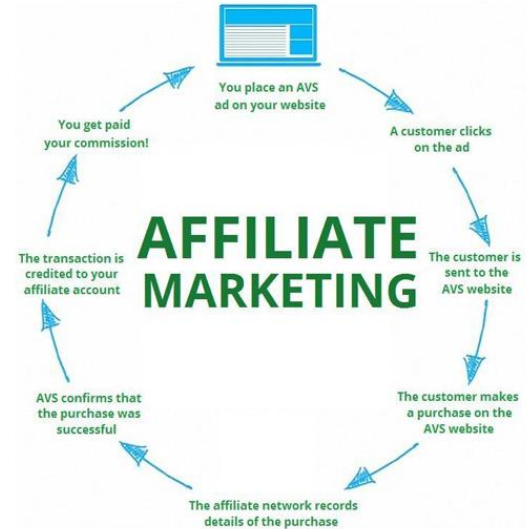 You place an AVS
ad on your website
A customer clicks
on the ad
The customer is
sent to the
AVS website
The customer makes
a purchase on the
AVS website
The affiliate network records
details of the purchase
AVS confirms that
the purchase was
successful
The transaction is
credited to your
affiliate account
You get paid
your commission!
AFFILIATE
MARKETING